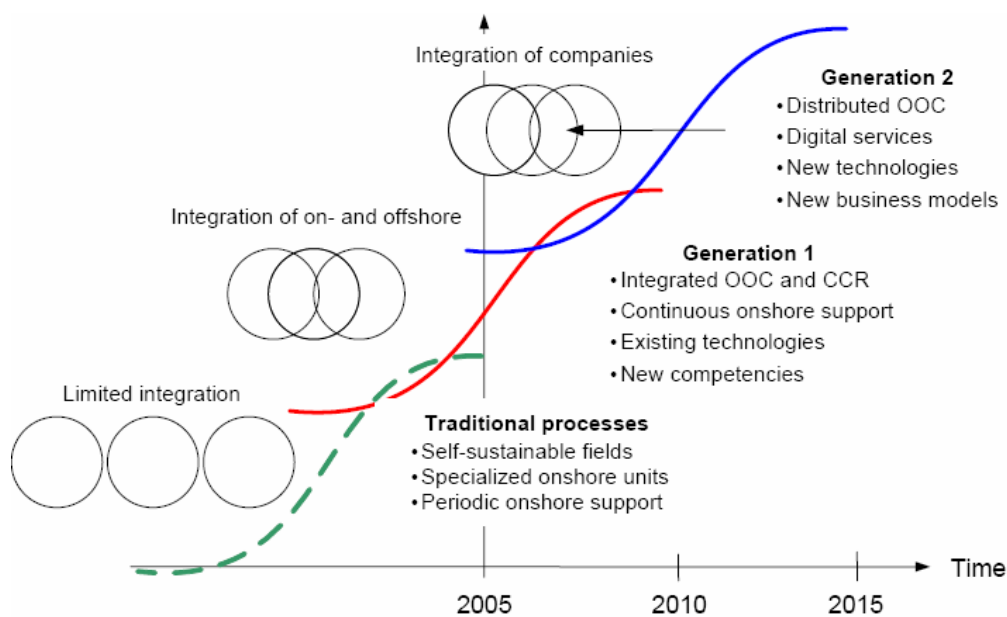 Integration of companies
Generation 2
•Distributed OOC
•Digital services
•New technologies
•New business models
Integration of on- and offshore
Generation 1
•Integrated OOC and CCR
•Continuous onshore support
•Existing technologies
•New competencies
Limited integration
Traditional processes
•Self-sustainable fields
•Specialized onshore units
•Periodic onshore support
Time
2005
2010
2015